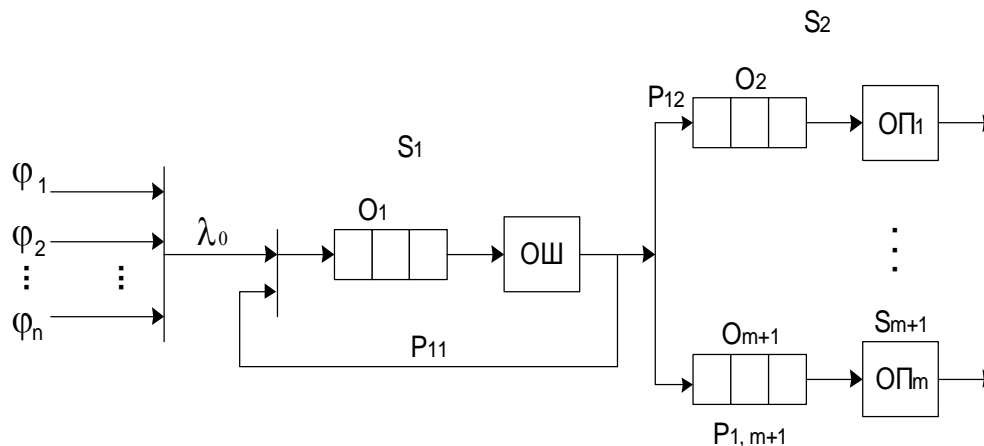 S2
O2
P12
ОП1
S1
φ1
O1
λ0
φ2
ОШ
φn
Sm+1
Om+1
P11
ОПm
P1, m+1